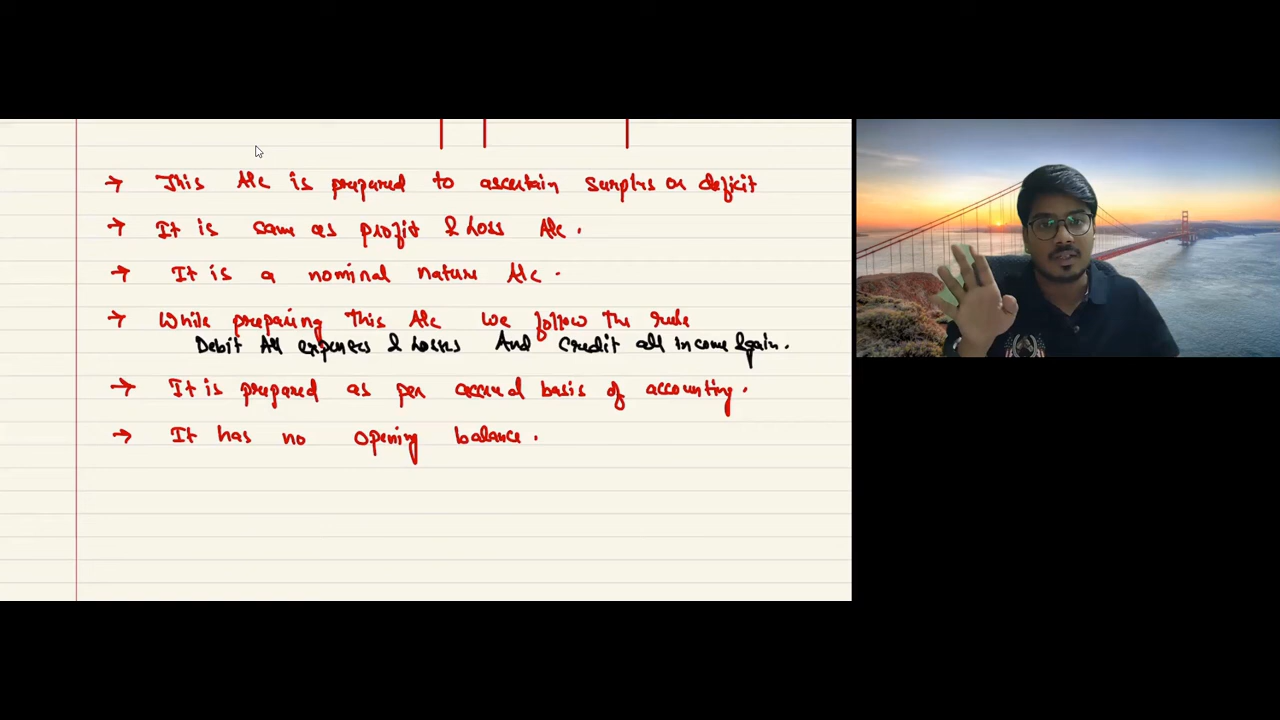 → This A/c is prepared to ascertain surplus or deficit
→ It is same as profit & Loss A/c.
→ It is a nominal nature A/c.
→ While preparing this A/c we follow the rule
Debit All expenses & Losses And Credit all income & gain.
→ It is prepared as per accrual basis of accounting.
→ It has no opening balance.